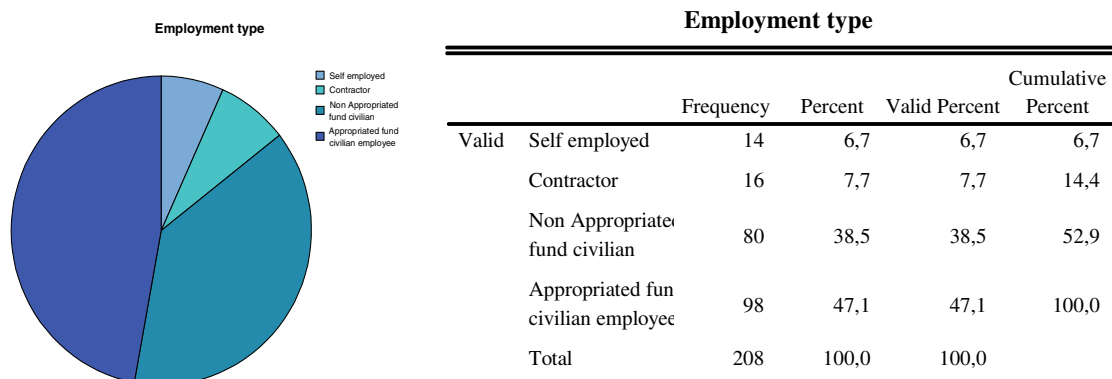 Employment type
Self employed
Contractor
Non Appropriated
fund civilian
Appropriated fund
civilian employee
Employment type
Frequency Percent Valid Percent Cumulative Percent
Valid Self employed 14 6,7 6,7 6,7
Contractor 16 7,7 7,7 14,4
Non Appropriate
fund civilian 80 38,5 38,5 52,9
Appropriated fun
civilian employee 98 47,1 47,1 100,0
Total 208 100,0 100,0